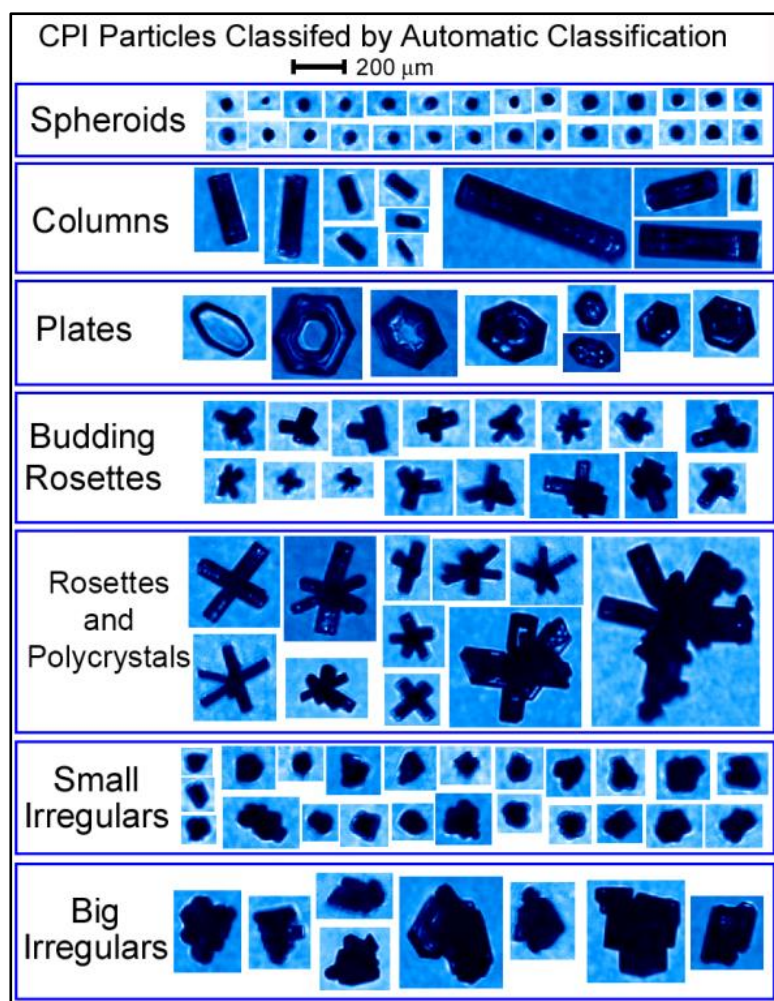 CPI Particles Classifed by Automatic Classification
200 μm
Spheroids
Columns
Plates
Budding
Rosettes
Rosettes
and
Polycrystals
Small
Irregulars
Big
Irregulars